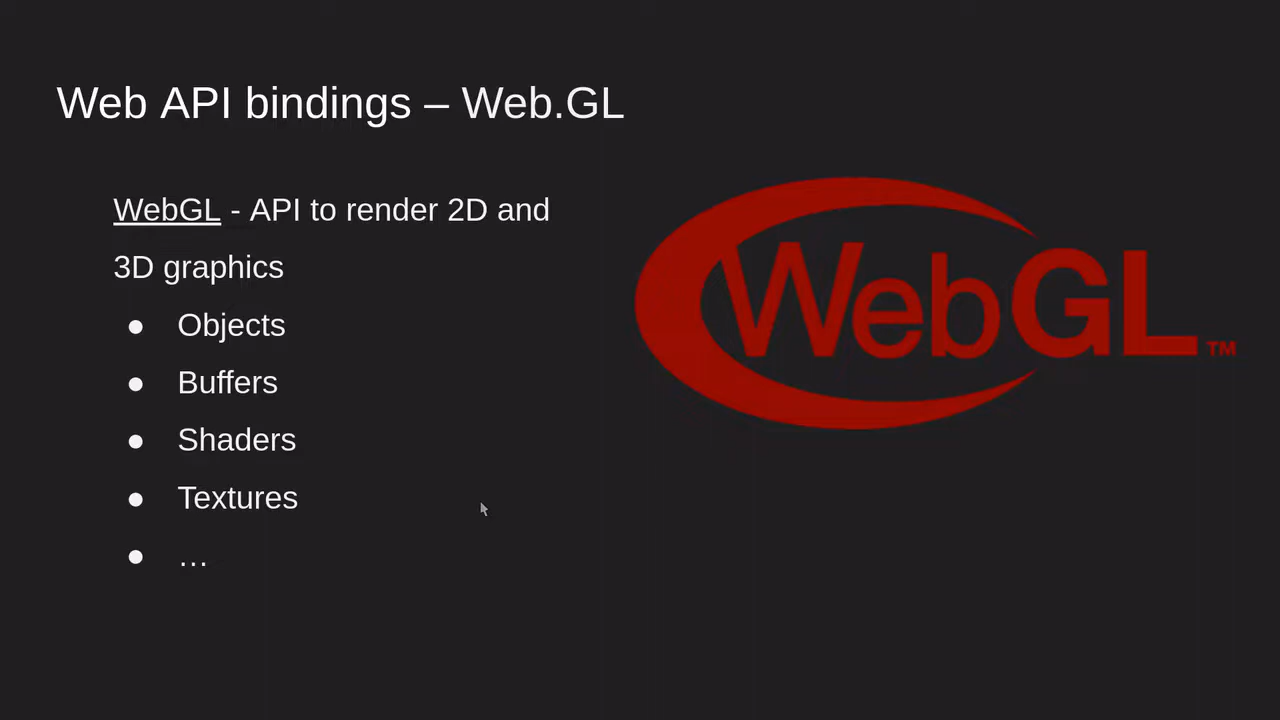 Web API bindings – Web.GL
WebGL - API to render 2D and
3D graphics
● Objects
● Buffers
● Shaders
● Textures
● …
WebGL™